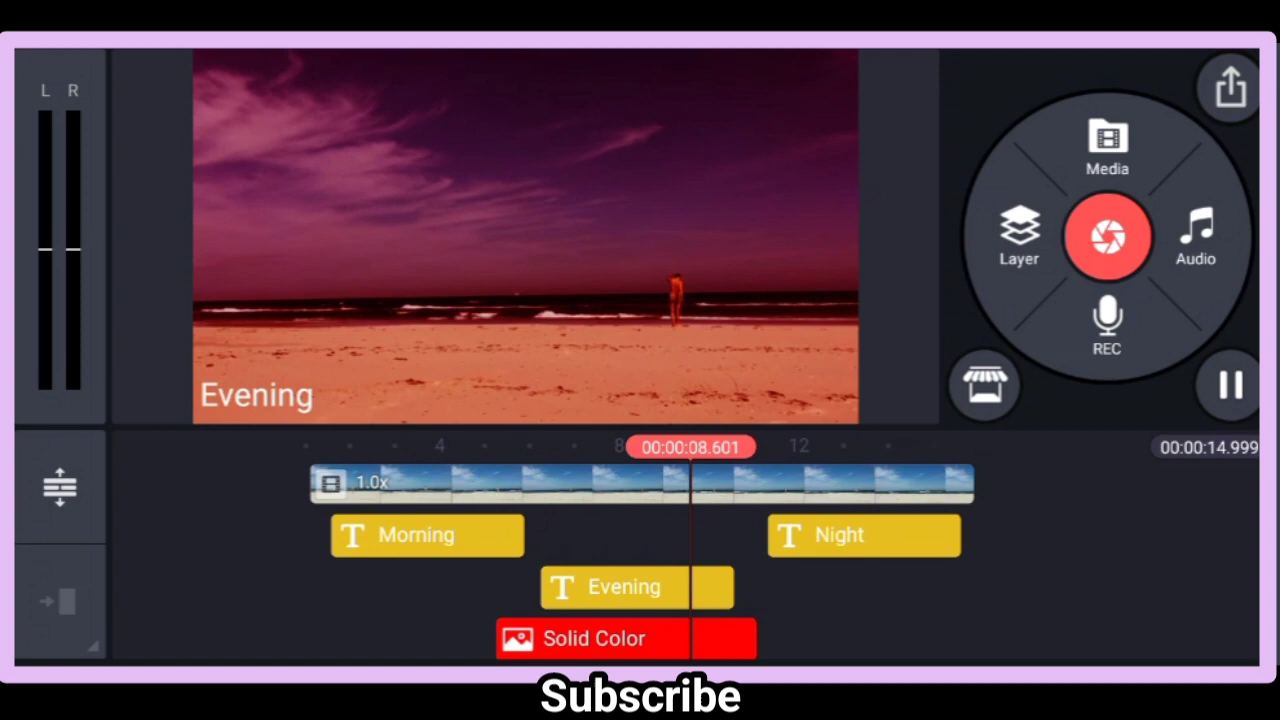 L R
Media
Layer
Audio
REC
Evening
4
8
00:00:08.601
12
00:00:14.999
1.0x
T Morning
T Night
T Evening
Solid Color
Subscribe